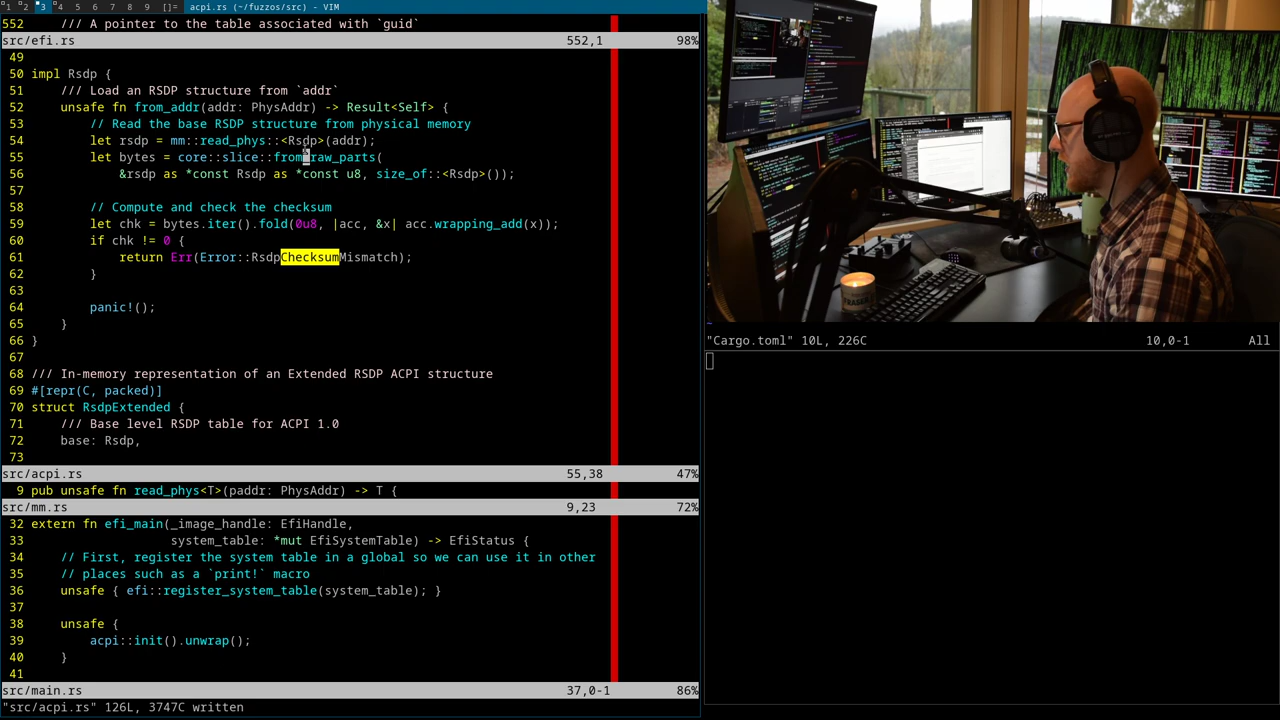 1 2 3 4 5 6 7 8 9 []= acpi.rs (~/fuzzos/src) - VIM
552     /// A pointer to the table associated with `guid`
src/efi.rs 552,1 98%
49
50 impl Rsdp {
51     /// Load an RSDP structure from `addr`
52     unsafe fn from_addr(addr: PhysAddr) -> Result<Self> {
53         // Read the base RSDP structure from physical memory
54         let rsdp = mm::read_phys::<Rsdp>(addr);
55         let bytes = core::slice::from_raw_parts(
56             &rsdp as *const Rsdp as *const u8, size_of::<Rsdp>());
57
58         // Compute and check the checksum
59         let chk = bytes.iter().fold(0u8, |acc, &x| acc.wrapping_add(x));
60         if chk != 0 {
61             return Err(Error::RsdpChecksumMismatch);
62         }
63
64         panic!();
65     }
66 }
67
68 /// In-memory representation of an Extended RSDP ACPI structure
69 #[repr(C, packed)]
70 struct RsdpExtended {
71     /// Base level RSDP table for ACPI 1.0
72     base: Rsdp,
73
src/acpi.rs 55,38 47%
9 pub unsafe fn read_phys<T>(paddr: PhysAddr) -> T {
src/mm.rs 9,23 72%
32 extern fn efi_main(_image_handle: EfiHandle,
33                    system_table: *mut EfiSystemTable) -> EfiStatus {
34     // First, register the system table in a global so we can use it in other
35     // places such as a `print!` macro
36     unsafe { efi::register_system_table(system_table); }
37
38     unsafe {
39         acpi::init().unwrap();
40     }
41
src/main.rs 37,0-1 86%
"src/acpi.rs" 126L, 3747C written
"Cargo.toml" 10L, 226C 10,0-1 All